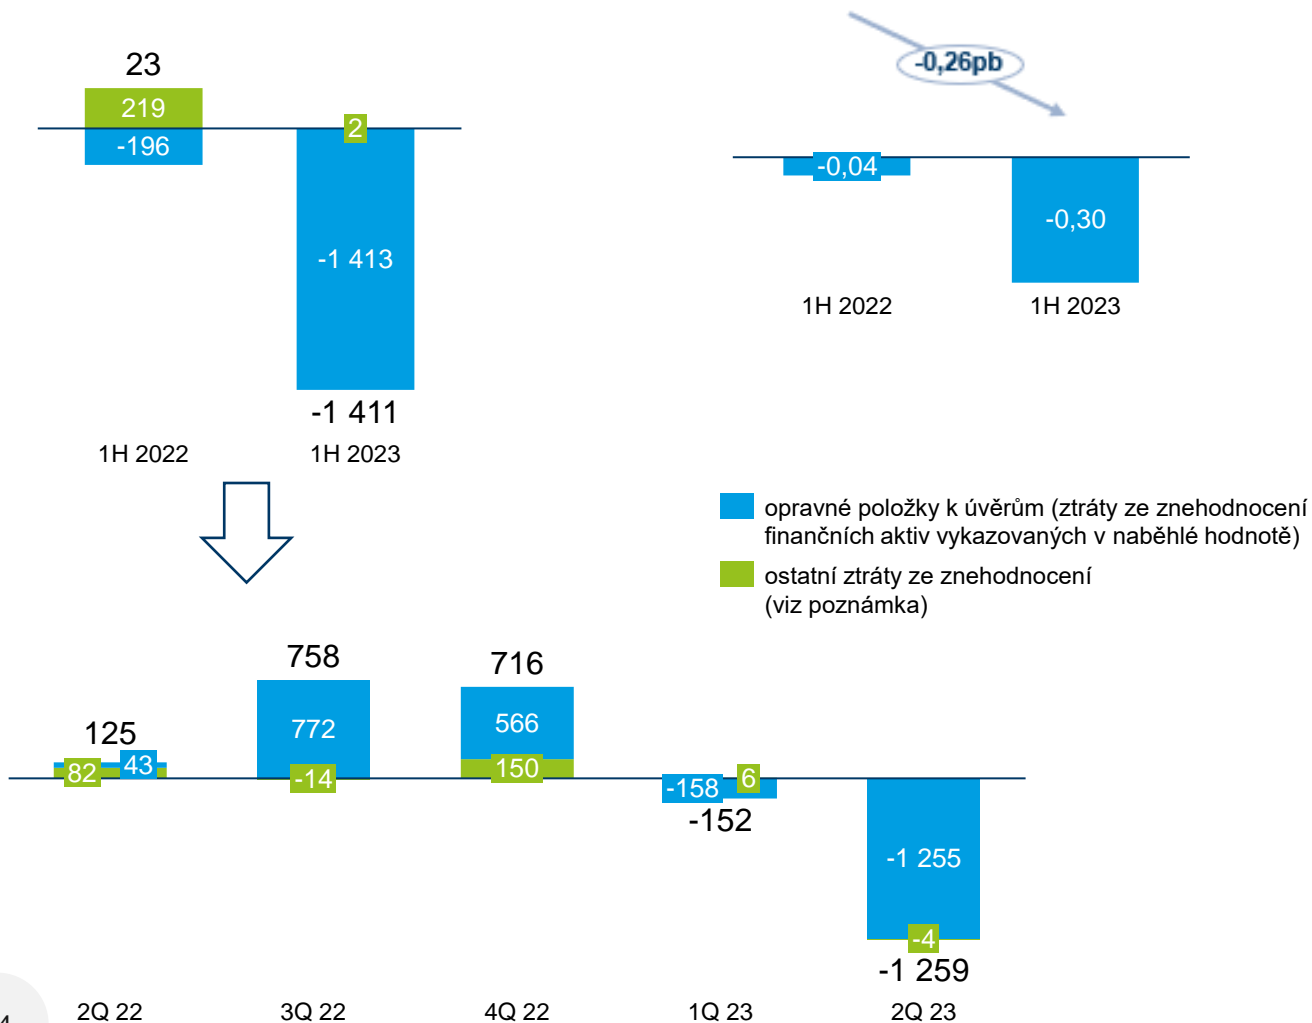 23
219
-196
2
-1 413
-1 411
1H 2022
1H 2023
-0,26pb
-0,04
-0,30
1H 2022
1H 2023
opravné položky k úvěrům (ztráty ze znehodnocení
finančních aktiv vykazovaných v naběhlé hodnotě)
ostatní ztráty ze znehodnocení
(viz poznámka)
125
82
43
758
772
-14
716
566
150
-158
6
-152
-1 255
-4
-1 259
2Q 22
3Q 22
4Q 22
1Q 23
2Q 23